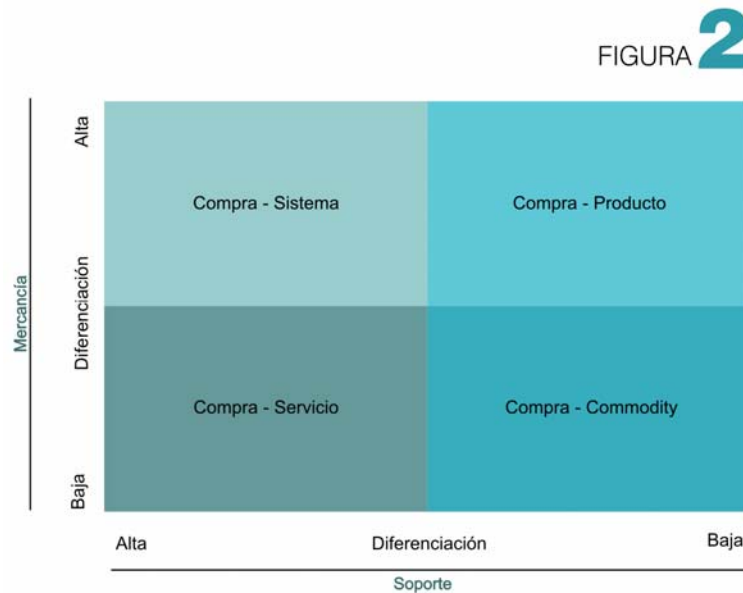 FIGURA 2
Alta
Compra - Sistema
Compra - Producto
Diferenciación
Mercancía
Compra - Servicio
Compra - Commodity
Baja
Alta
Diferenciación
Baja
Soporte